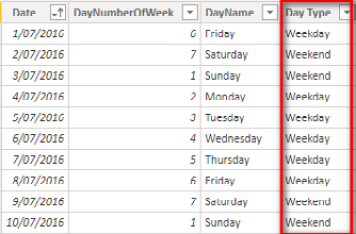 Date DayNumberOfWeek DayName Day Type
1/07/2016 6 Friday Weekday
2/07/2016 7 Saturday Weekend
3/07/2016 1 Sunday Weekend
4/07/2016 2 Monday Weekday
5/07/2016 3 Tuesday Weekday
6/07/2016 4 Wednesday Weekday
7/07/2016 5 Thursday Weekday
8/07/2016 6 Friday Weekday
9/07/2016 7 Saturday Weekend
10/07/2016 1 Sunday Weekend